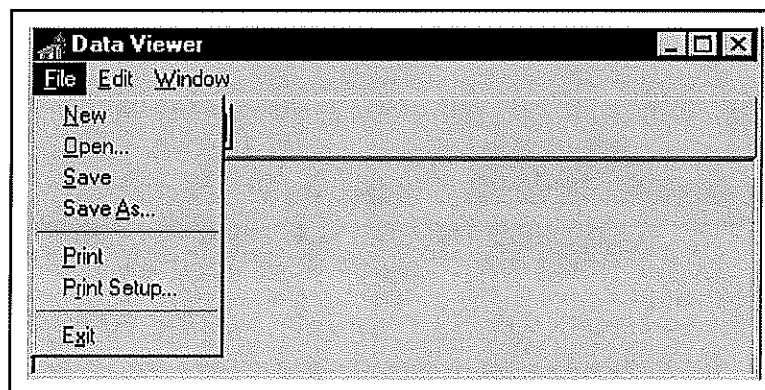 Data Viewer
File Edit Window
New
Open...
Save
Save As...
Print
Print Setup...
Exit